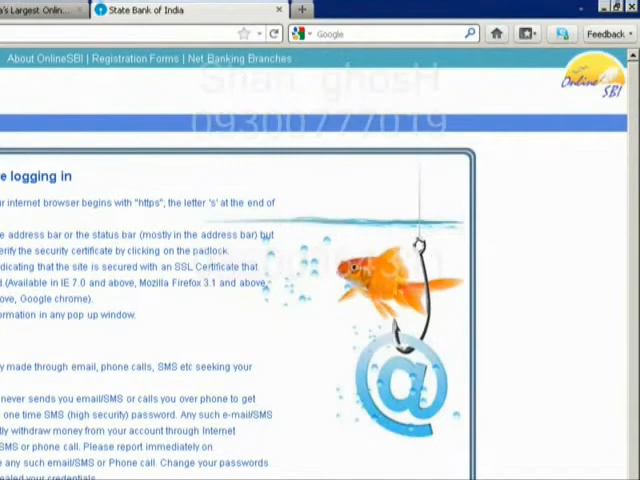 's Largest Onlin...
State Bank of India
Google
Feedback
About OnlineSBI | Registration Forms | Net Banking Branches
Online SBI
09300777019
e logging in
ur internet browser begins with "https"; the letter 's' at the end of
e address bar or the status bar (mostly in the address bar) but
erify the security certificate by clicking on the padlock.
dicating that the site is secured with an SSL Certificate that
d.(Available in IE 7.0 and above, Mozilla Firefox 3.1 and above,
ove, Google chrome).
ormation in any pop up window.
y made through email, phone calls, SMS etc seeking your
never sends you email/SMS or calls you over phone to get
one time SMS (high security) password. Any such e-mail/SMS
tly withdraw money from your account through Internet
SMS or phone call. Please report immediately on
e any such email/SMS or Phone call. Change your passwords
ealed your credentials.
@